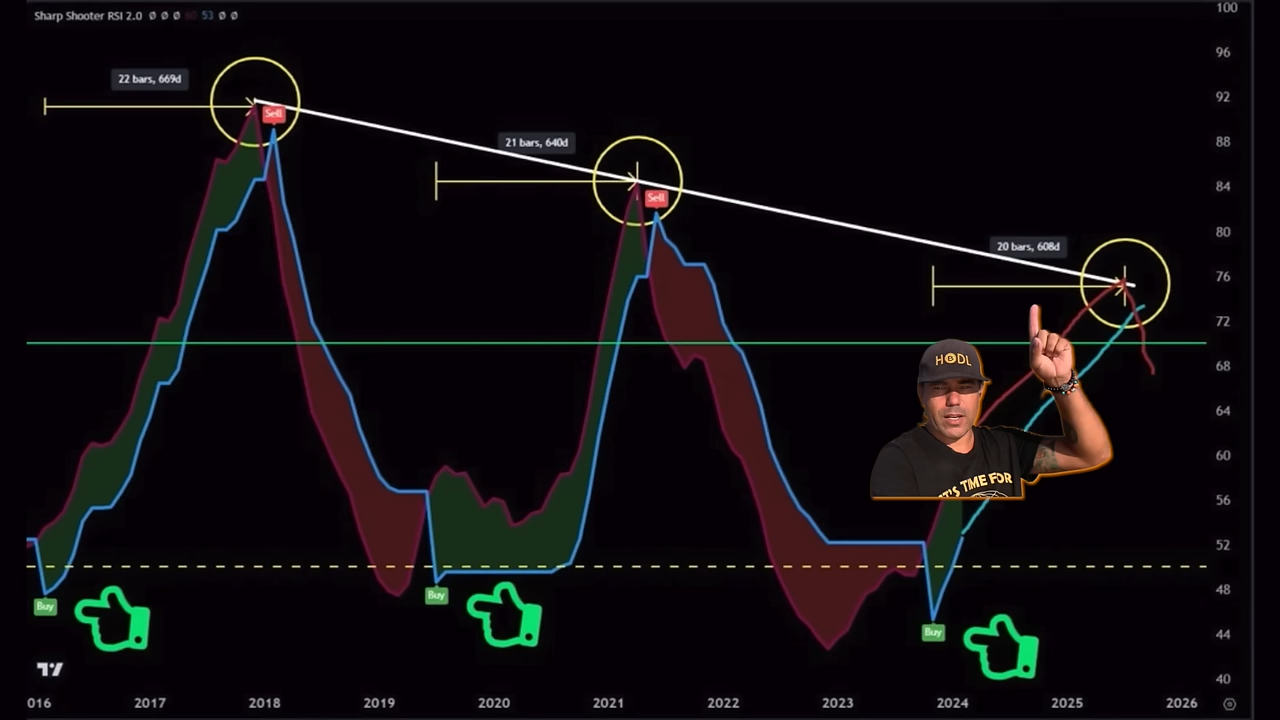 Sharp Shooter RSI 2.0 ø ø ø 60 53 ø ø
100
96
22 bars, 669d
92
Sell
88
21 bars, 640d
84
Sell
80
20 bars, 608d
76
72
68
HODL
64
60
IT'S TIME FOR
56
52
48
Buy
Buy
Buy
44
40
016 2017 2018 2019 2020 2021 2022 2023 2024 2025 2026